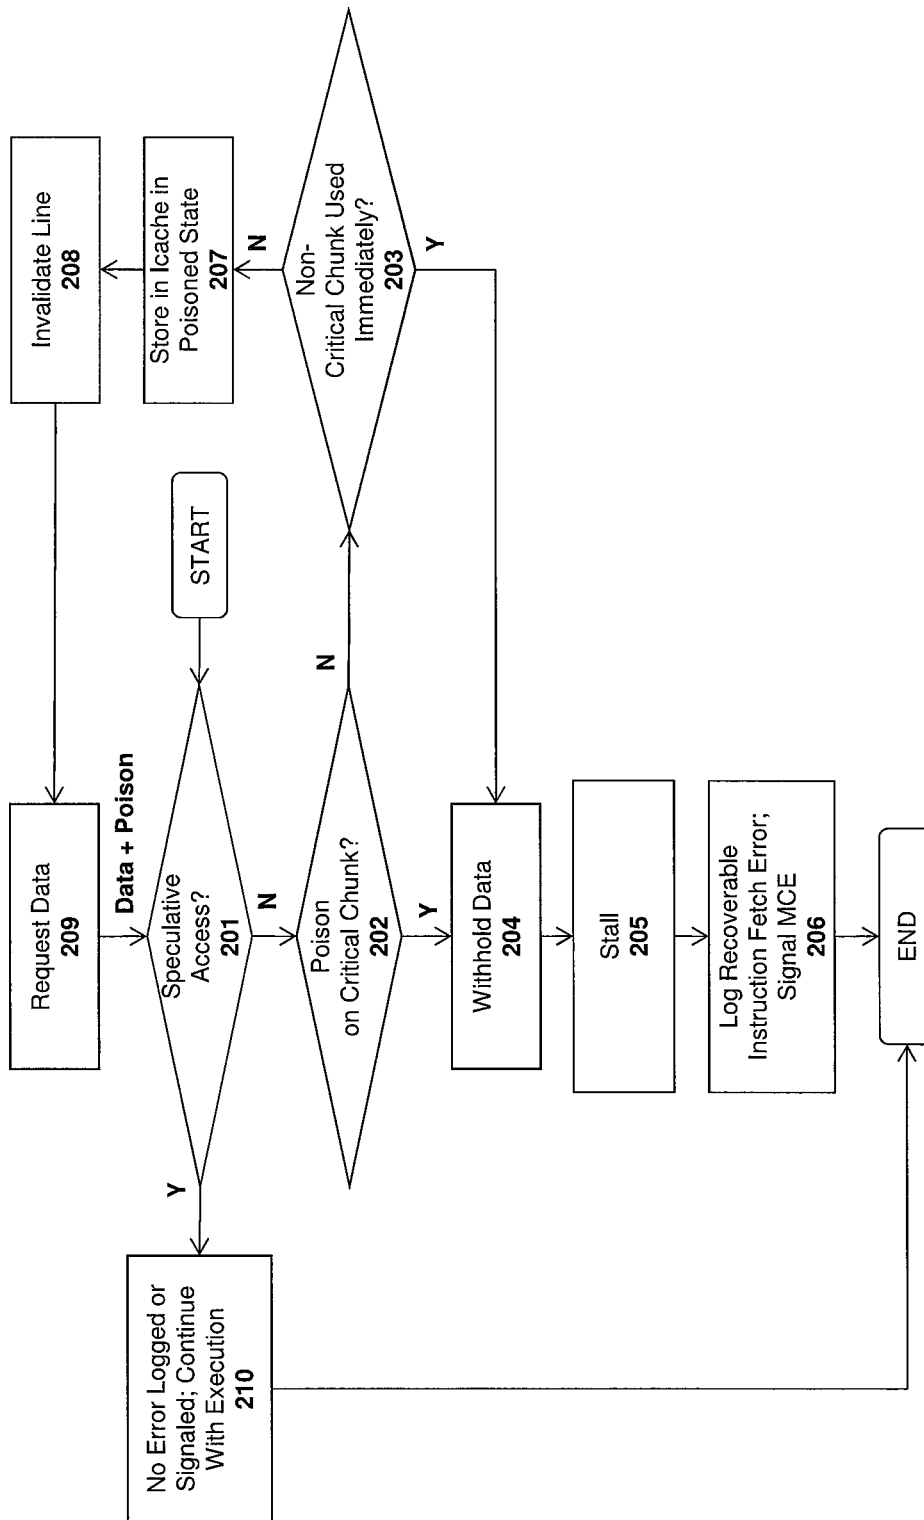 START
Request Data
209
Data + Poison
Speculative
Access?
201
Y
No Error Logged or
Signaled; Continue
With Execution
210
N
Poison
on Critical Chunk?
202
N
Non-
Critical Chunk Used
Immediately?
203
N
Store in Icache in
Poisoned State
207
Invalidate Line
208
Y
Y
Withhold Data
204
Stall
205
Log Recoverable
Instruction Fetch Error;
Signal MCE
206
END